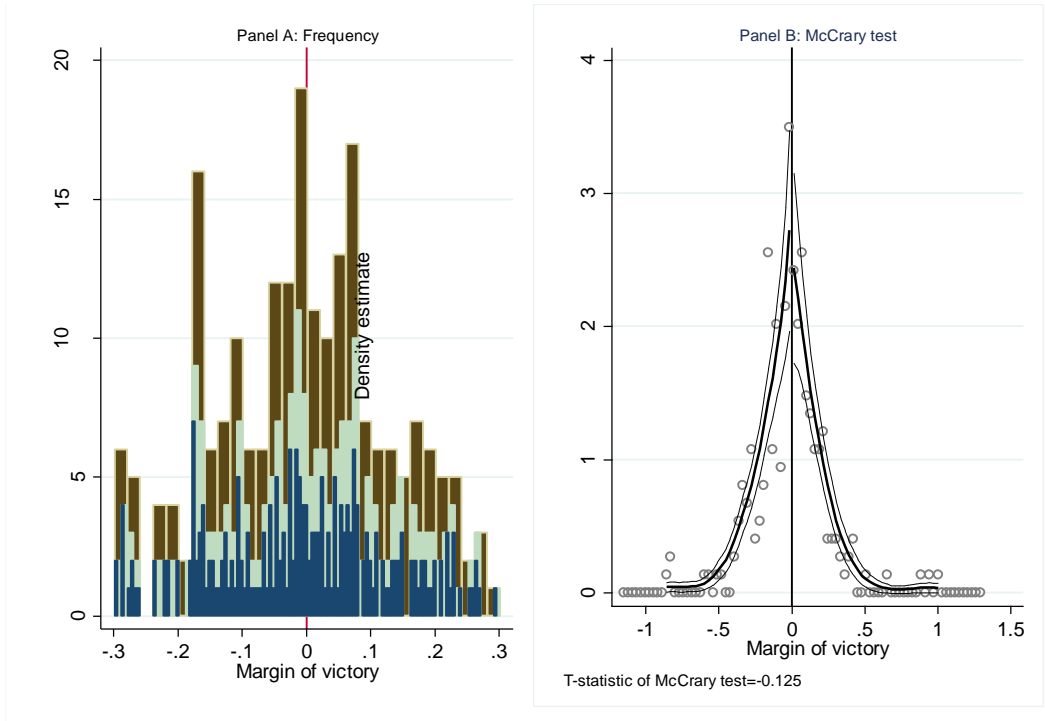 Panel A: Frequency
20
15
10
5
0
-.3 -.2 -.1 0 .1 .2 .3
Margin of victory
Density estimate
Panel B: McCrary test
4
3
2
1
0
-1 -.5 0 .5 1 1.5
Margin of victory
T-statistic of McCrary test=-0.125